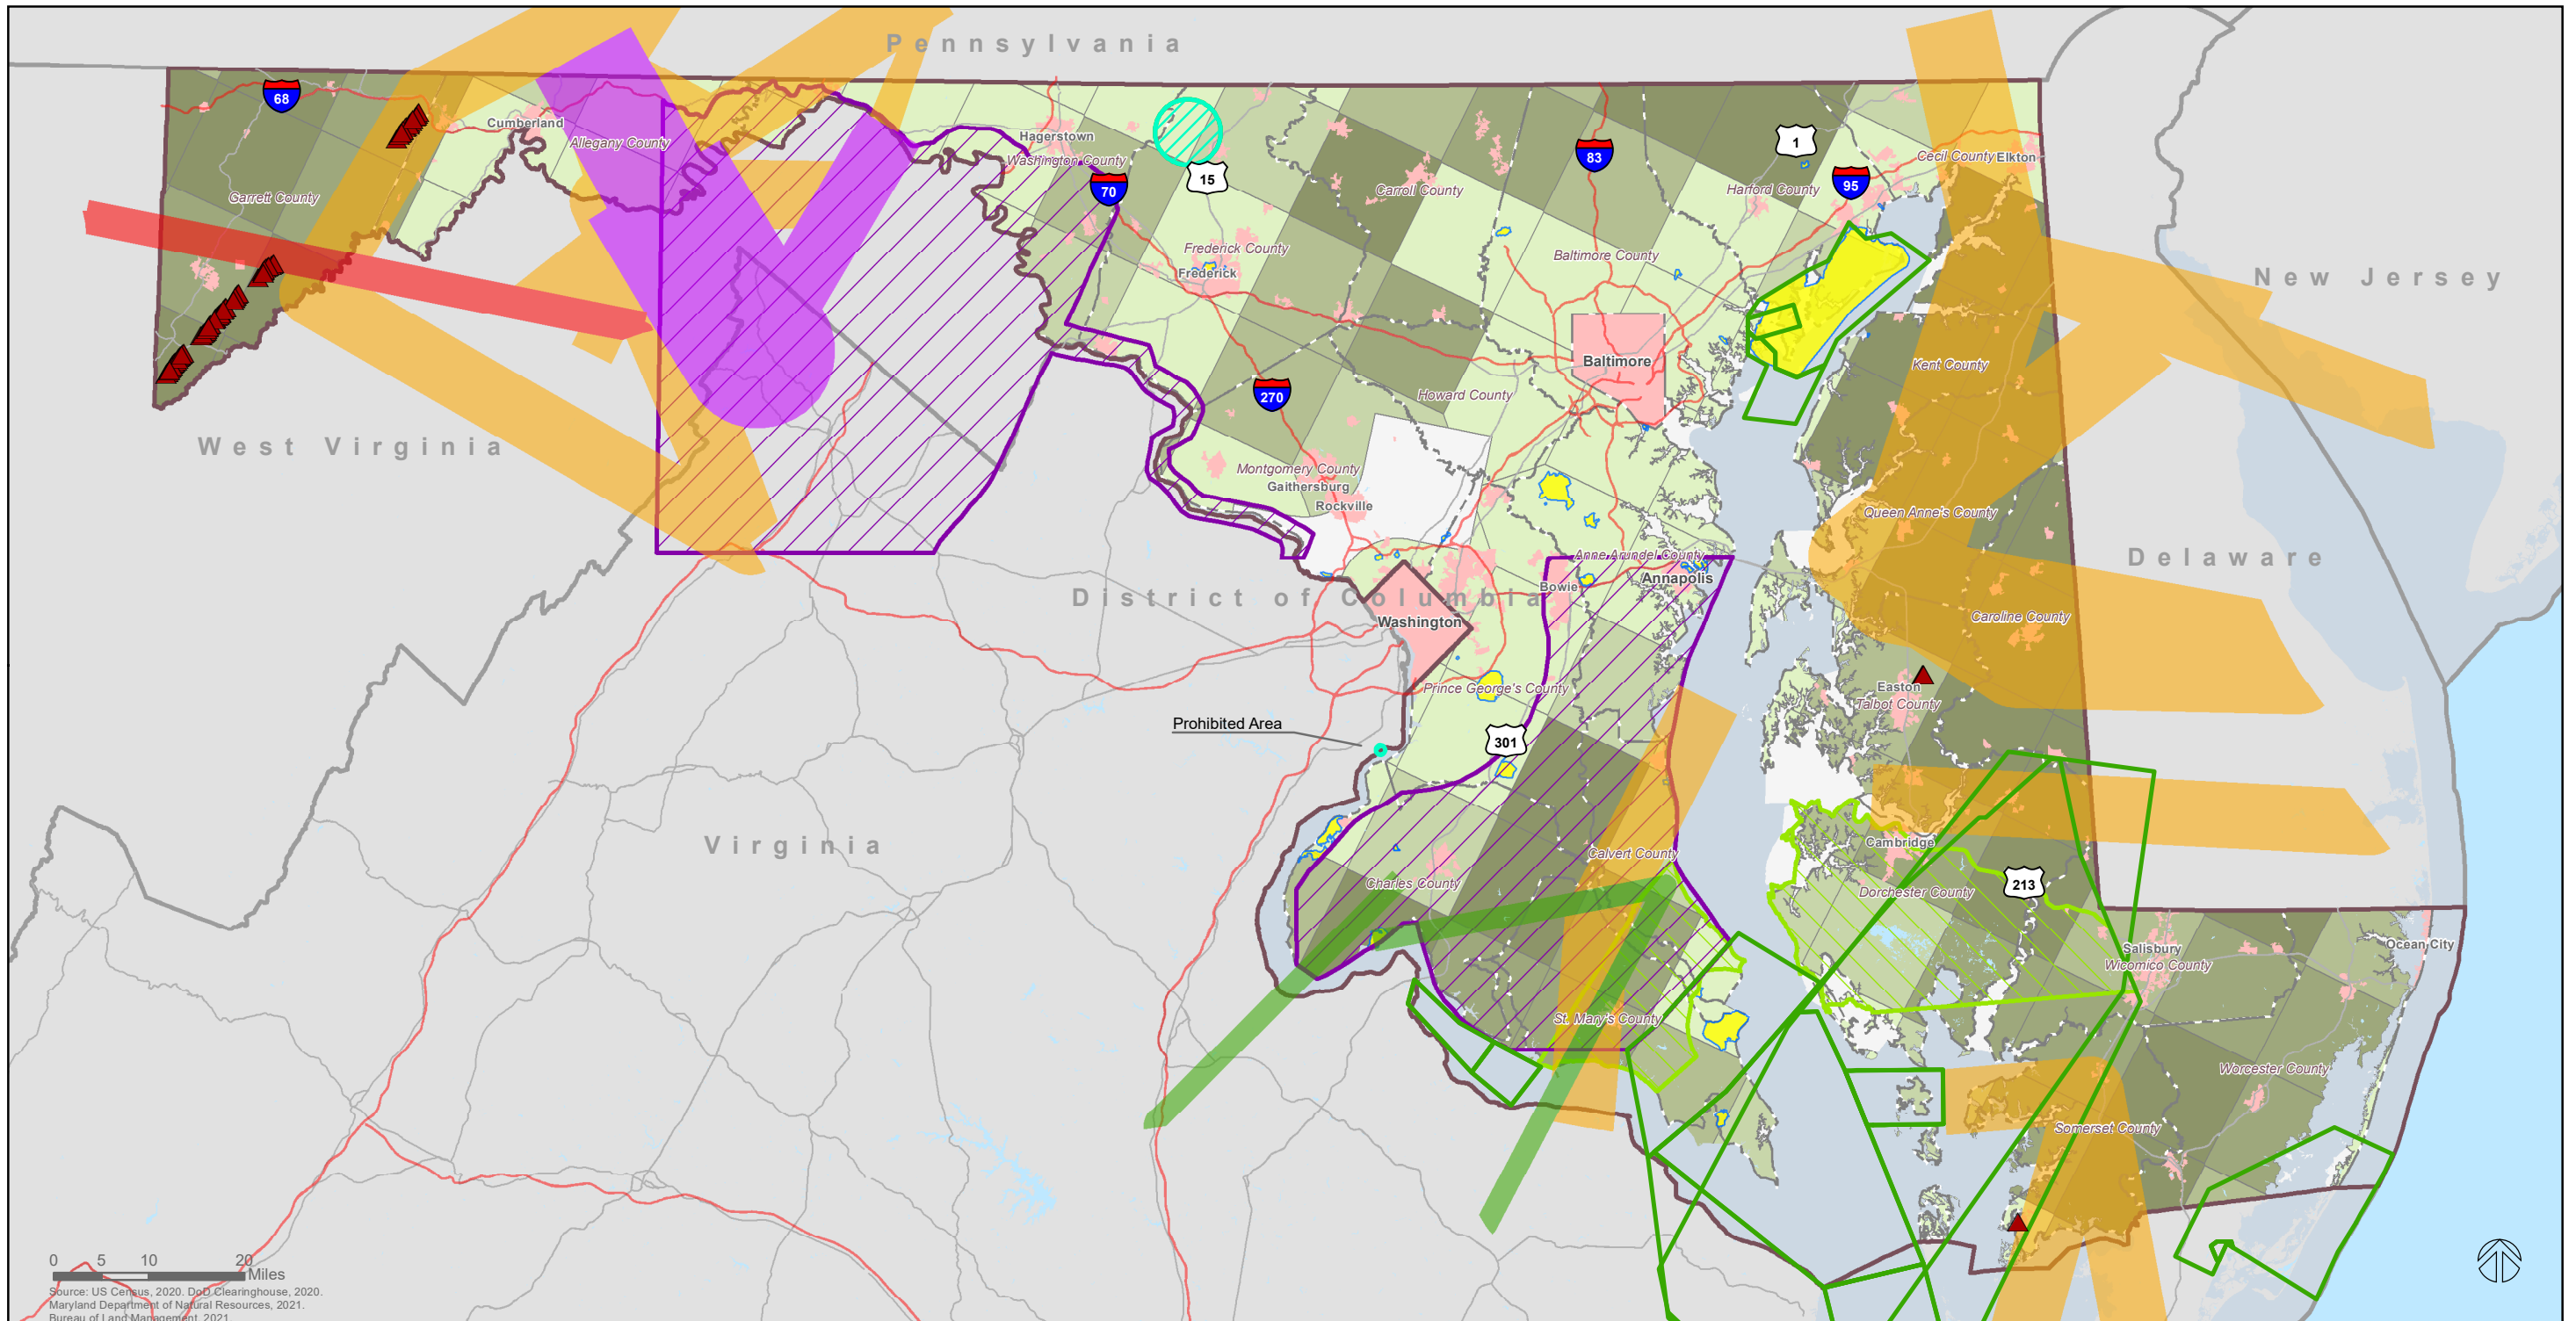 Pennsylvania
68
1
Cumberland
Hagerstown
Allegany County
83
Cecil County
Elkton
Washington County
15
70
95
Garrett County
Carroll County
Harford County
Frederick County
Baltimore County
Frederick
New Jersey
Baltimore
Kent County
270
Howard County
West Virginia
Montgomery County
Gaithersburg
Rockville
Queen Anne's County
Anne Arundel County
Delaware
Bowie
Annapolis
District of Columbia
Washington
Caroline County
Prince George's County
Easton
Talbot County
Prohibited Area
301
Virginia
Cambridge
Calvert County
Charles County
213
Dorchester County
Ocean City
Salisbury
Wicomico County
St. Mary's County
Worcester County
Somerset County
0 5 10 20
Miles
Source: US Census, 2020. DoD Clearinghouse, 2020.
Maryland Department of Natural Resources, 2021.
Bureau of Land Management, 2021